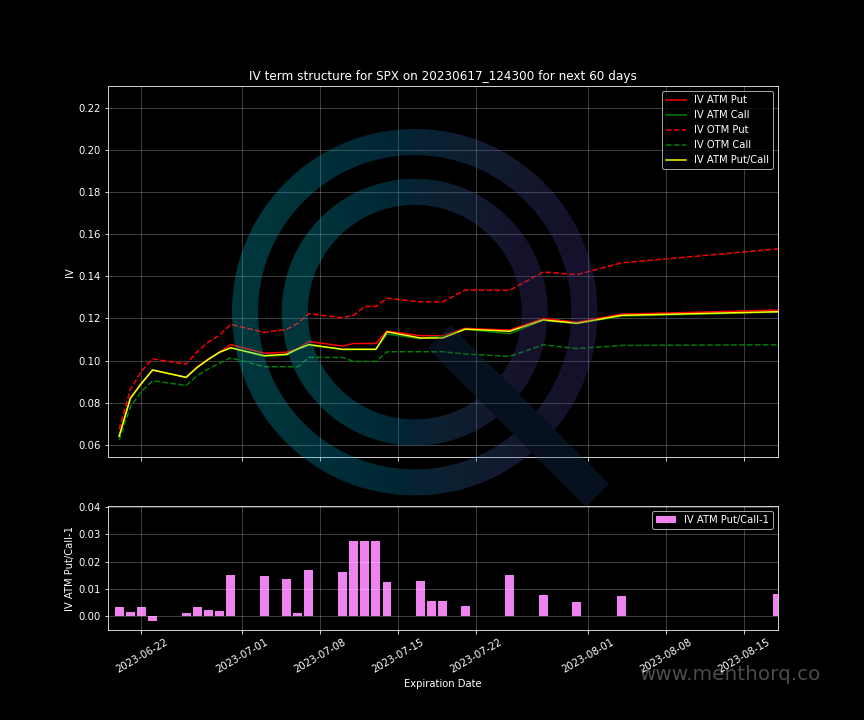 IV term structure for SPX on 20230617_124300 for next 60 days
IV ATM Put
IV ATM Call
IV OTM Put
IV OTM Call
IV ATM Put/Call
0.22
0.20
0.18
0.16
0.14
0.12
0.10
0.08
0.06
IV
IV ATM Put/Call-1
0.04
0.03
0.02
0.01
0.00
IV ATM Put/Call-1
2023-06-22
2023-07-01
2023-07-08
2023-07-15
2023-07-22
2023-08-01
2023-08-08
2023-08-15
Expiration Date
www.menthorq.co